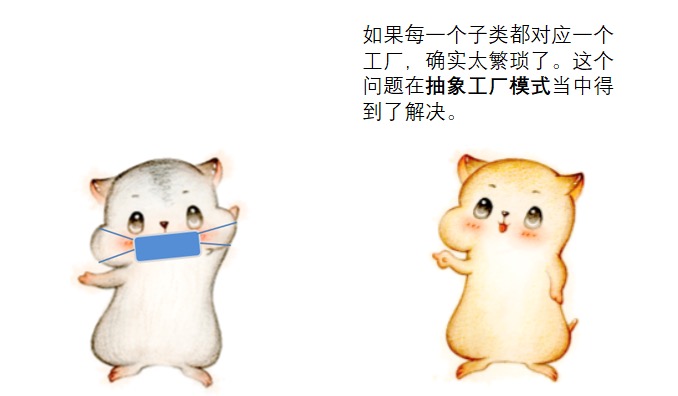 如果每一个子类都对应一个
工厂，确实太繁琐了。这个
问题在抽象工厂模式当中得
到了解决。